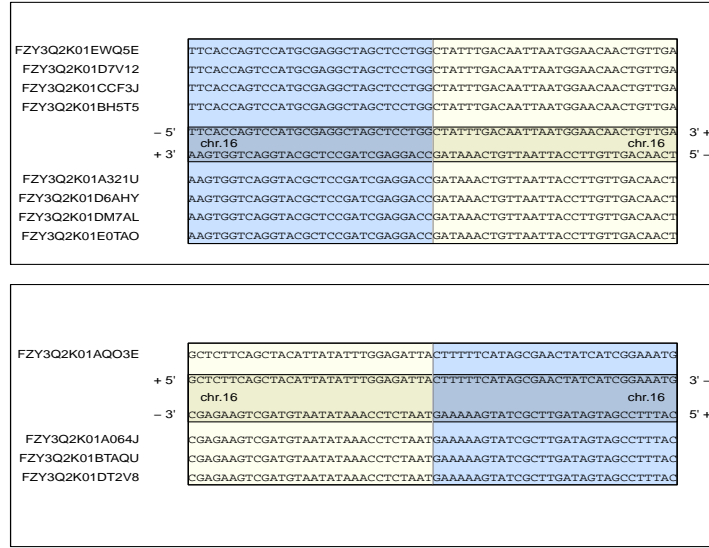 FZY3Q2K01EWQ5E TTCACCAGTCCATGCGAGGCTAGCTCCTGGCTATTTGACAATTAATGGAACAACTGTTGA
FZY3Q2K01D7V12 TTCACCAGTCCATGCGAGGCTAGCTCCTGGCTATTTGACAATTAATGGAACAACTGTTGA
FZY3Q2K01CCF3J TTCACCAGTCCATGCGAGGCTAGCTCCTGGCTATTTGACAATTAATGGAACAACTGTTGA
FZY3Q2K01BH5T5 TTCACCAGTCCATGCGAGGCTAGCTCCTGGCTATTTGACAATTAATGGAACAACTGTTGA
− 5' TTCACCAGTCCATGCGAGGCTAGCTCCTGGCTATTTGACAATTAATGGAACAACTGTTGA 3' +
chr.16 chr.16
+ 3' AAGTGGTCAGGTACGCTCCGATCGAGGACCGATAAACTGTTAATTACCTTGTTGACAACT 5' −
FZY3Q2K01A321U AAGTGGTCAGGTACGCTCCGATCGAGGACCGATAAACTGTTAATTACCTTGTTGACAACT
FZY3Q2K01D6AHY AAGTGGTCAGGTACGCTCCGATCGAGGACCGATAAACTGTTAATTACCTTGTTGACAACT
FZY3Q2K01DM7AL AAGTGGTCAGGTACGCTCCGATCGAGGACCGATAAACTGTTAATTACCTTGTTGACAACT
FZY3Q2K01E0TAO AAGTGGTCAGGTACGCTCCGATCGAGGACCGATAAACTGTTAATTACCTTGTTGACAACT
FZY3Q2K01AQO3E GCTCTTCAGCTACATTATATTTGGAGATTACTTTTTCATAGCGAACTATCATCGGAAATG
+ 5' GCTCTTCAGCTACATTATATTTGGAGATTACTTTTTCATAGCGAACTATCATCGGAAATG 3' −
chr.16 chr.16
− 3' CGAGAAGTCGATGTAATATAAACCTCTAATGAAAAAGTATCGCTTGATAGTAGCCTTTAC 5' +
FZY3Q2K01A064J CGAGAAGTCGATGTAATATAAACCTCTAATGAAAAAGTATCGCTTGATAGTAGCCTTTAC
FZY3Q2K01BTAQU CGAGAAGTCGATGTAATATAAACCTCTAATGAAAAAGTATCGCTTGATAGTAGCCTTTAC
FZY3Q2K01DT2V8 CGAGAAGTCGATGTAATATAAACCTCTAATGAAAAAGTATCGCTTGATAGTAGCCTTTAC